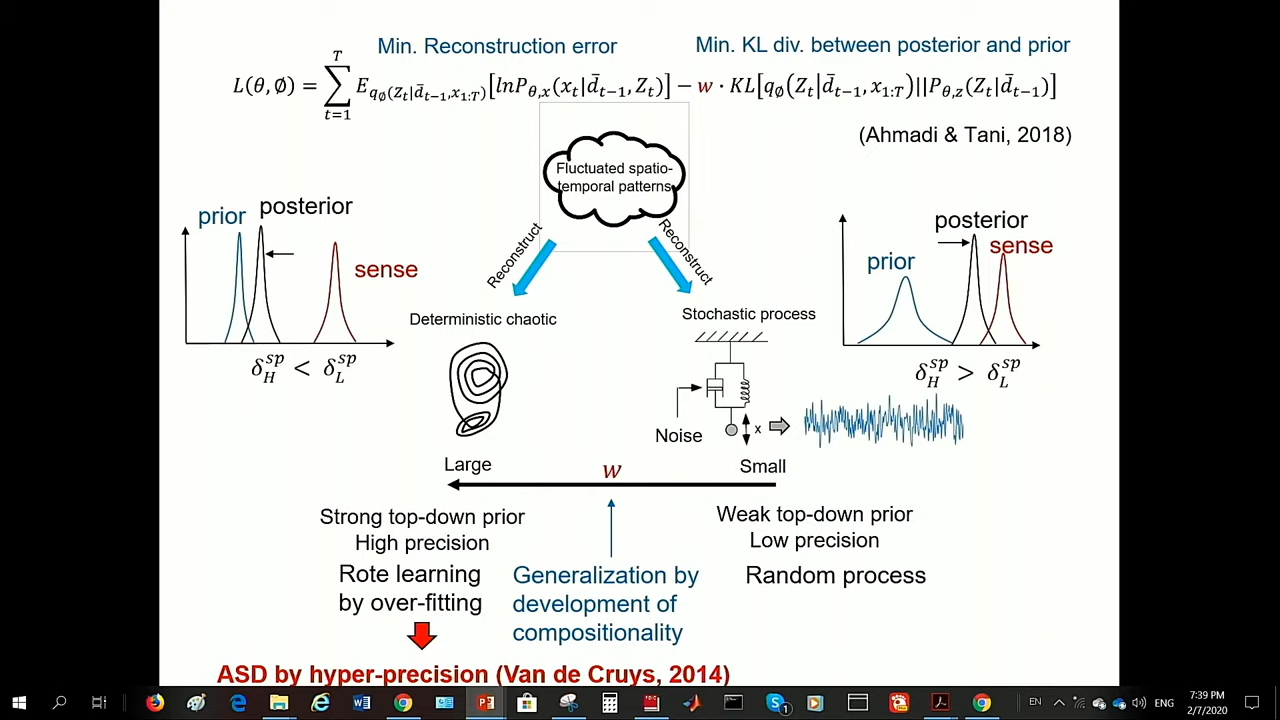 Min. Reconstruction error
Min. KL div. between posterior and prior
L(θ,∅) = ∑_{t=1}^{T} E_{q_∅(Z_t|d̄_{t-1},x_{1:T})}[lnP_{θ,x}(x_t|d̄_{t-1}, Z_t)] − w · KL[q_∅(Z_t|d̄_{t-1}, x_{1:T})||P_{θ,z}(Z_t|d̄_{t-1})]
(Ahmadi & Tani, 2018)
Fluctuated spatio-
temporal patterns
Reconstruct
Reconstruct
prior
posterior
sense
δ_H^{sp} < δ_L^{sp}
posterior
sense
prior
δ_H^{sp} > δ_L^{sp}
Deterministic chaotic
Stochastic process
Noise
x
Large
w
Small
Strong top-down prior
High precision
Rote learning
by over-fitting
Generalization by
development of
compositionality
Weak top-down prior
Low precision
Random process
ASD by hyper-precision (Van de Cruys, 2014)
EN
ENG
7:39 PM
2/7/2020